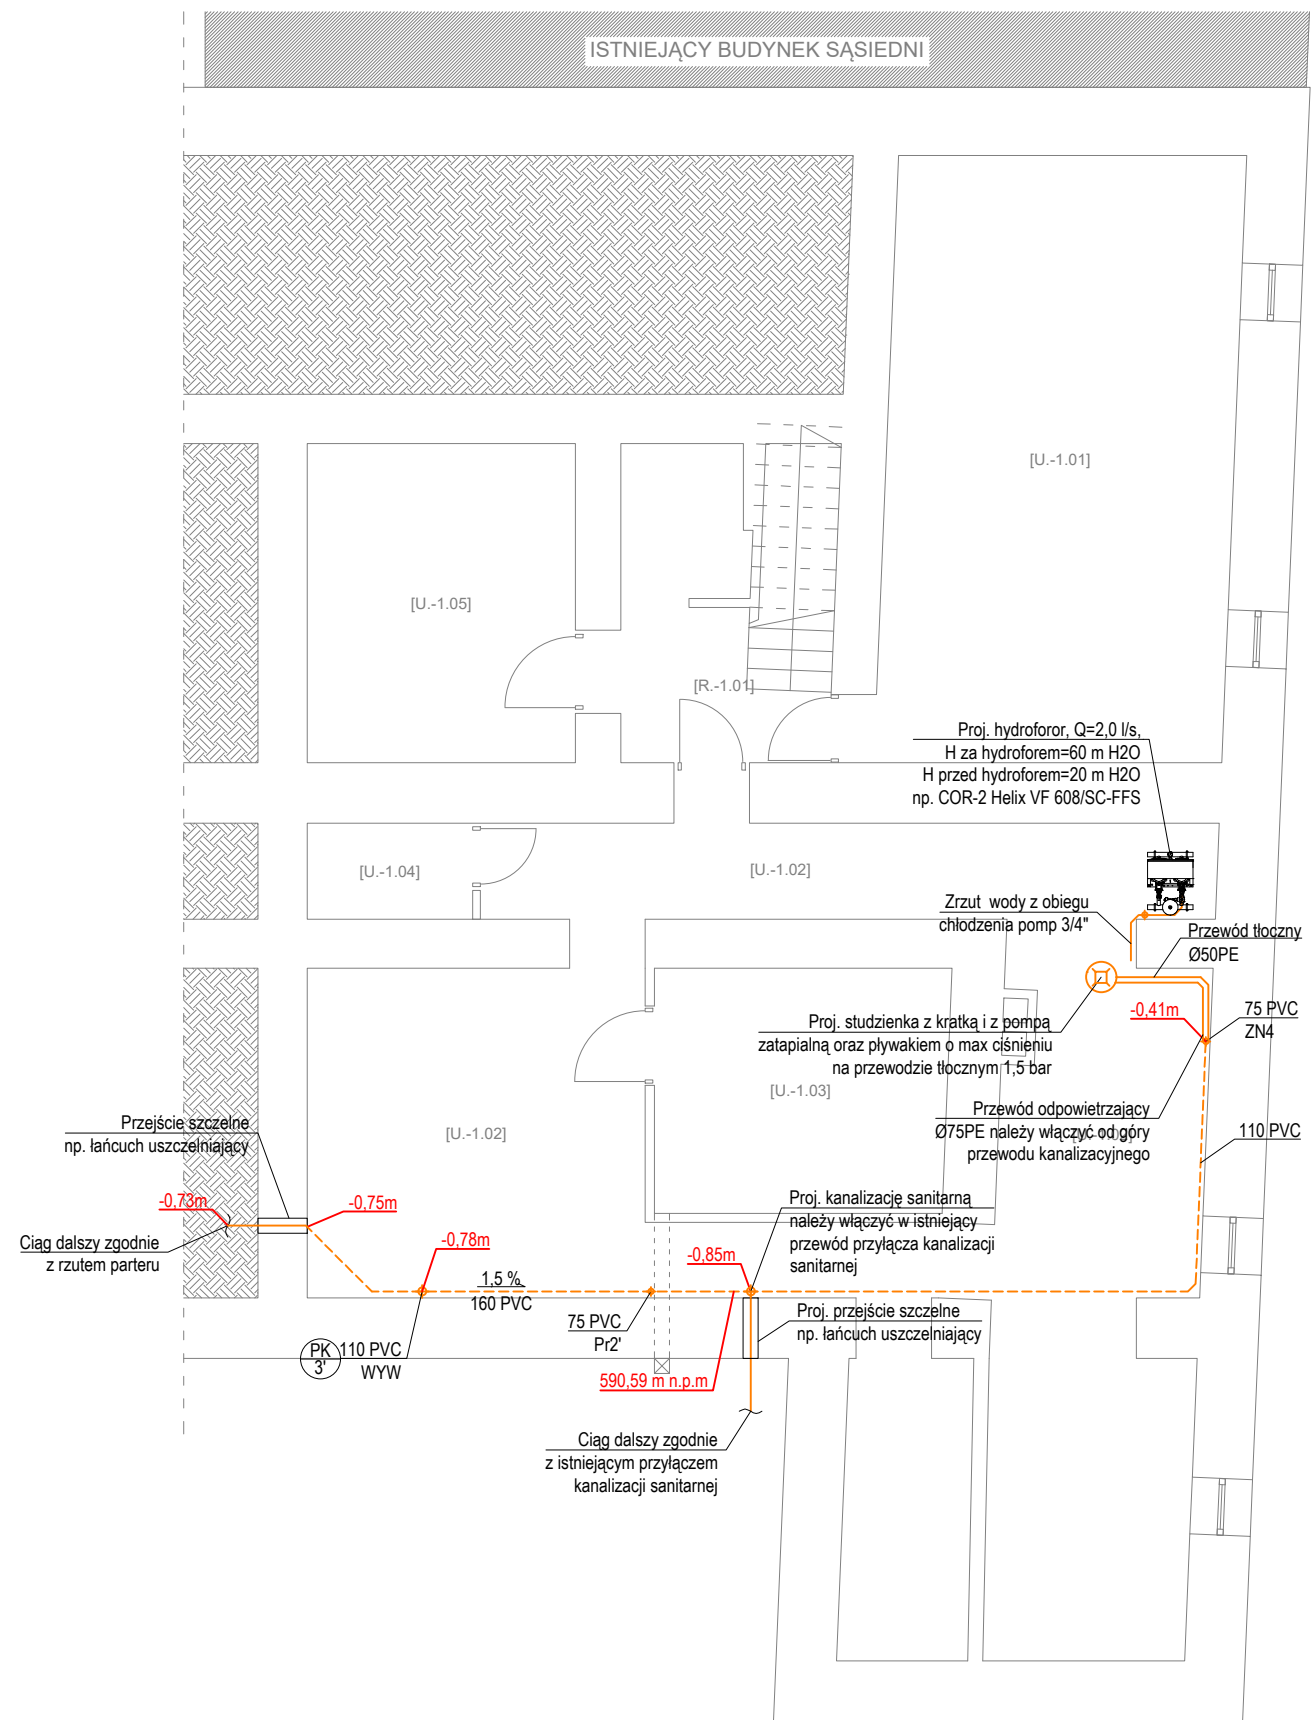 ISTNIEJĄCY BUDYNEK SĄSIEDNI
[U.-1.01]
[U.-1.05]
[R.-1.01]
Proj. hydroforor, Q=2,0 l/s,
H za hydroforem=60 m H2O
H przed hydroforem=20 m H2O
np. COR-2 Helix VF 608/SC-FFS
[U.-1.04]
[U.-1.02]
Zrzut wody z obiegu
chłodzenia pomp 3/4"
Przewód tłoczny
Ø50PE
-0,41m
75 PVC
ZN4
Proj. studzienka z kratką i z pompą
zatapialną oraz pływakiem o max ciśnieniu
na przewodzie tłocznym 1,5 bar
[U.-1.03]
Przewód odpowietrzający
Ø75PE należy włączyć od góry
przewodu kanalizacyjnego
110 PVC
Przejście szczelne
np. łańcuch uszczelniający
[U.-1.02]
-0,73m
-0,75m
Ciąg dalszy zgodnie
z rzutem parteru
-0,78m
Proj. kanalizację sanitarną
należy włączyć w istniejący
przewód przyłącza kanalizacji
sanitarnej
-0,85m
1,5 %
160 PVC
75 PVC
Pr2'
Proj. przejście szczelne
np. łańcuch uszczelniający
PK
3'
110 PVC
WYW
590,59 m n.p.m
Ciąg dalszy zgodnie
z istniejącym przyłączem
kanalizacji sanitarnej